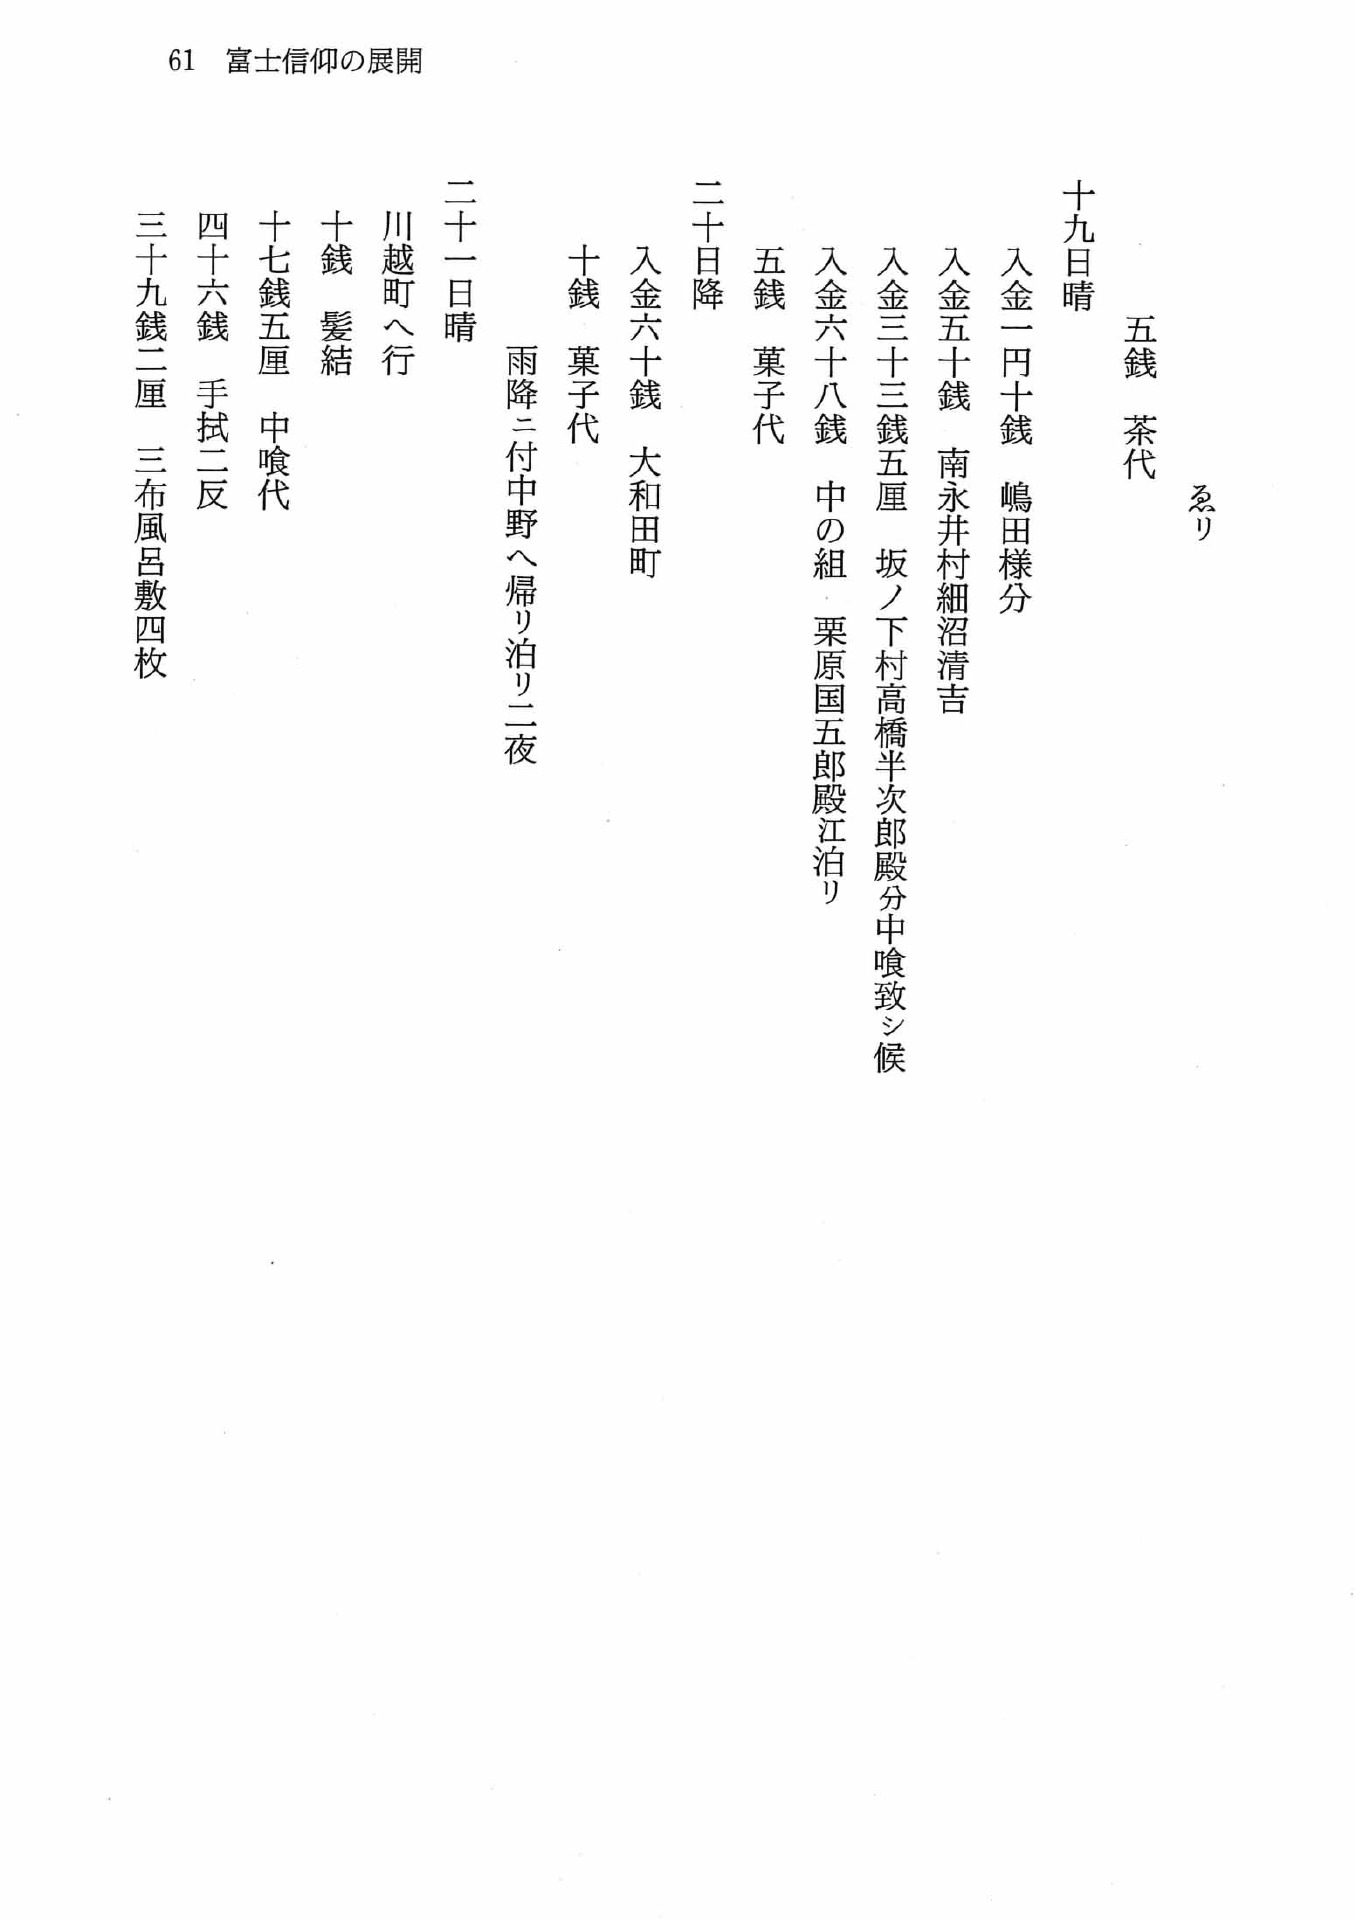 61　富士信仰の展開
ゑリ
五銭　茶代
十九日晴
入金一円十銭　嶋田様分
入金五十銭　南永井村細沼清吉
入金三十三銭五厘　坂ノ下村高橋半次郎殿分中喰致シ候
入金六十八銭　中の組　栗原国五郎殿江泊リ
五銭　菓子代
二十日降
入金六十銭　大和田町
十銭　菓子代
雨降ニ付中野へ帰リ泊リ二夜
二十一日晴
川越町へ行
十銭　髪結
十七銭五厘　中喰代
四十六銭　手拭二反
三十九銭二厘　三布風呂敷四枚